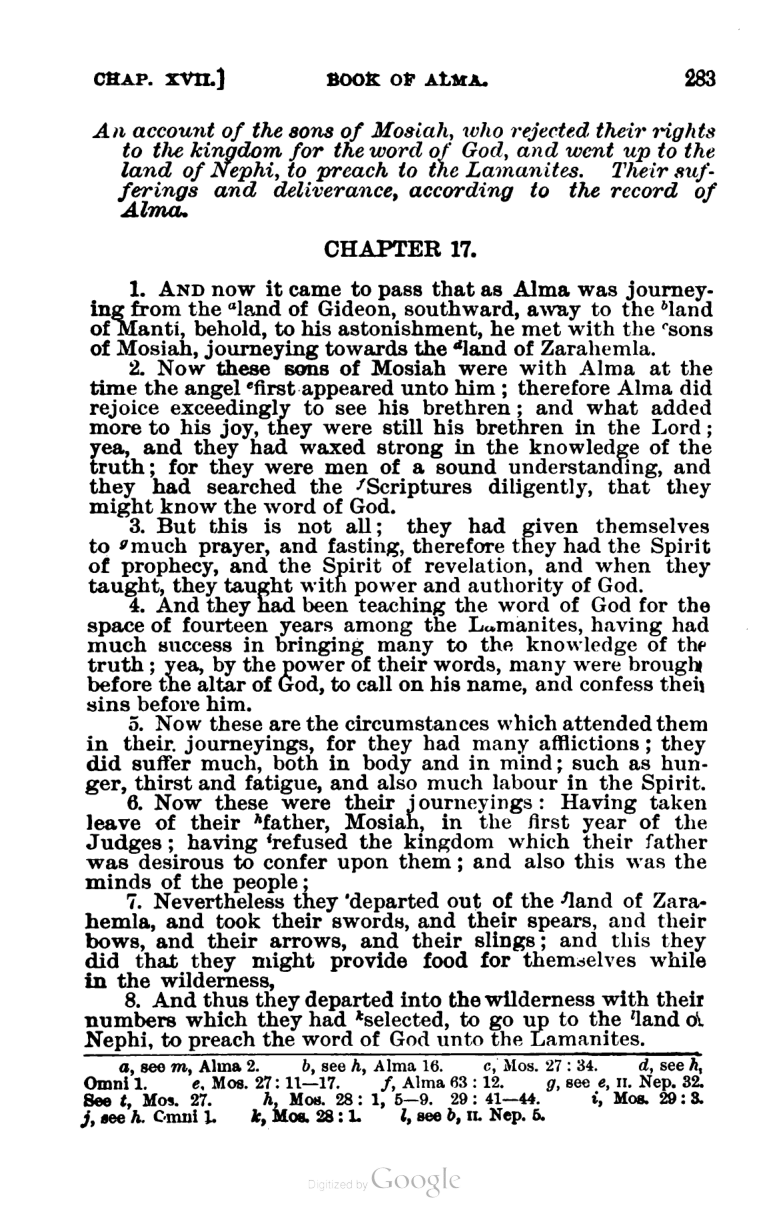 CHAP. XVII.] BOOK OF ALMA. 283
An account of the sons of Mosiah, who rejected their rights
to the kingdom for the word of God, and went up to the
land of Nephi, to preach to the Lamanites. Their suf-
ferings and deliverance, according to the record of
Alma.
CHAPTER 17.
1. AND now it came to pass that as Alma was journey-
ing from the ᵃland of Gideon, southward, away to the ᵇland
of Manti, behold, to his astonishment, he met with the ᶜsons
of Mosiah, journeying towards the ᵈland of Zarahemla.
2. Now these sons of Mosiah were with Alma at the
time the angel ᵉfirst appeared unto him; therefore Alma did
rejoice exceedingly to see his brethren; and what added
more to his joy, they were still his brethren in the Lord;
yea, and they had waxed strong in the knowledge of the
truth; for they were men of a sound understanding, and
they had searched the ᶠScriptures diligently, that they
might know the word of God.
3. But this is not all; they had given themselves
to ᵍmuch prayer, and fasting, therefore they had the Spirit
of prophecy, and the Spirit of revelation, and when they
taught, they taught with power and authority of God.
4. And they had been teaching the word of God for the
space of fourteen years among the Lamanites, having had
much success in bringing many to the knowledge of the
truth; yea, by the power of their words, many were brough
before the altar of God, to call on his name, and confess thei
sins before him.
5. Now these are the circumstances which attended them
in their journeyings, for they had many afflictions; they
did suffer much, both in body and in mind; such as hun-
ger, thirst and fatigue, and also much labour in the Spirit.
6. Now these were their journeyings: Having taken
leave of their ʰfather, Mosiah, in the first year of the
Judges; having ⁱrefused the kingdom which their father
was desirous to confer upon them; and also this was the
minds of the people;
7. Nevertheless they departed out of the ʲland of Zara-
hemla, and took their swords, and their spears, and their
bows, and their arrows, and their slings; and this they
did that they might provide food for themselves while
in the wilderness,
8. And thus they departed into the wilderness with their
numbers which they had ᵏselected, to go up to the ˡland of
Nephi, to preach the word of God unto the Lamanites.
a, see m, Alma 2. b, see h, Alma 16. c, Mos. 27 : 34. d, see h,
Omni 1. e, Mos. 27 : 11—17. f, Alma 63 : 12. g, see e, II. Nep. 32.
See t, Mos. 27. h, Mos. 28 : 1, 5—9. 29 : 41—44. i, Mos. 29 : 3.
j, see h. Omni 1. k, Mos. 28 : 1. l, see b, II. Nep. 5.
Digitized by Google